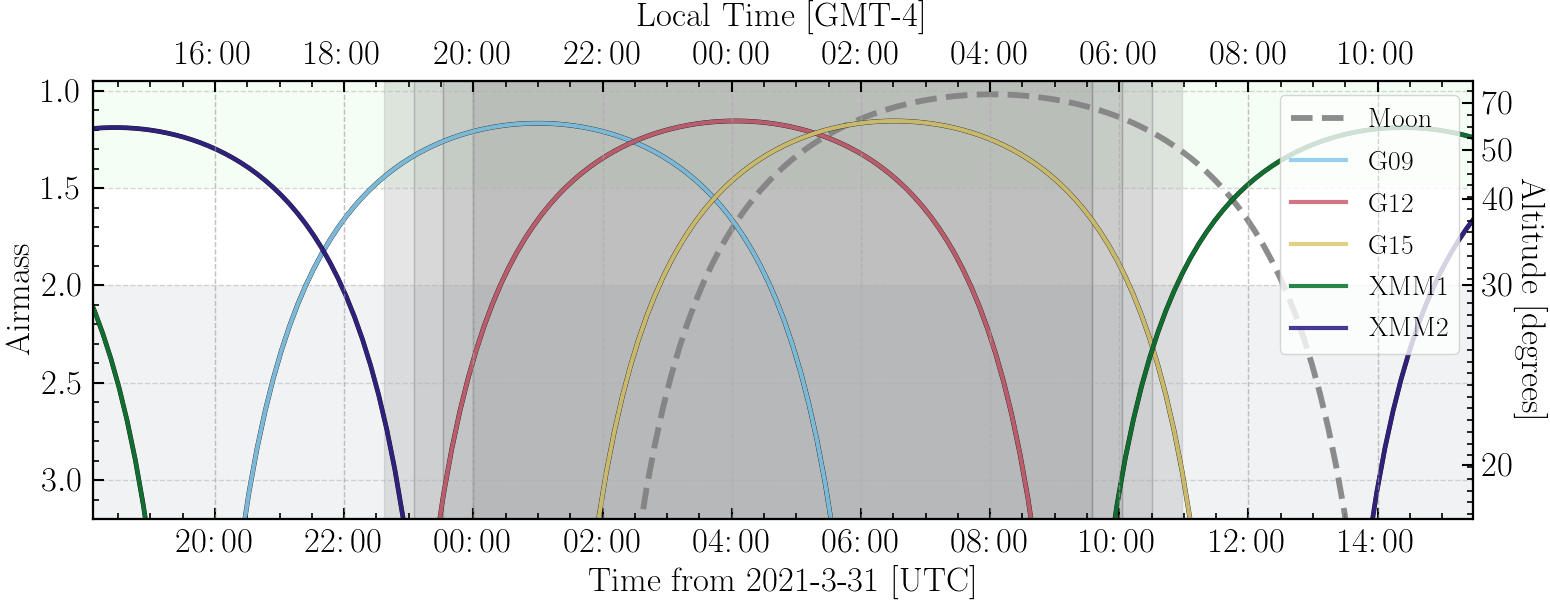 Local Time [GMT-4]
16:00 18:00 20:00 22:00 00:00 02:00 04:00 06:00 08:00 10:00
1.0
1.5
2.0
2.5
3.0
Airmass
70
50
40
30
20
Altitude [degrees]
Moon
G09
G12
G15
XMM1
XMM2
20:00 22:00 00:00 02:00 04:00 06:00 08:00 10:00 12:00 14:00
Time from 2021-3-31 [UTC]